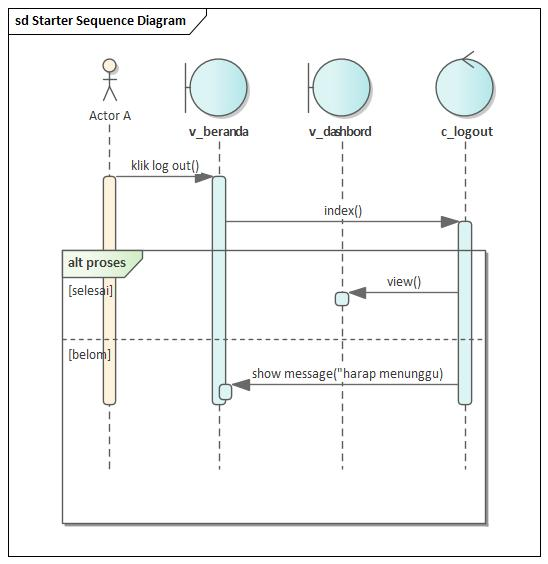 sd Starter Sequence Diagram
Actor A
v_beranda
v_dashbord
c_logout
klik log out()
index()
alt proses
[selesai]
view()
[belom]
show message("harap menunggu)